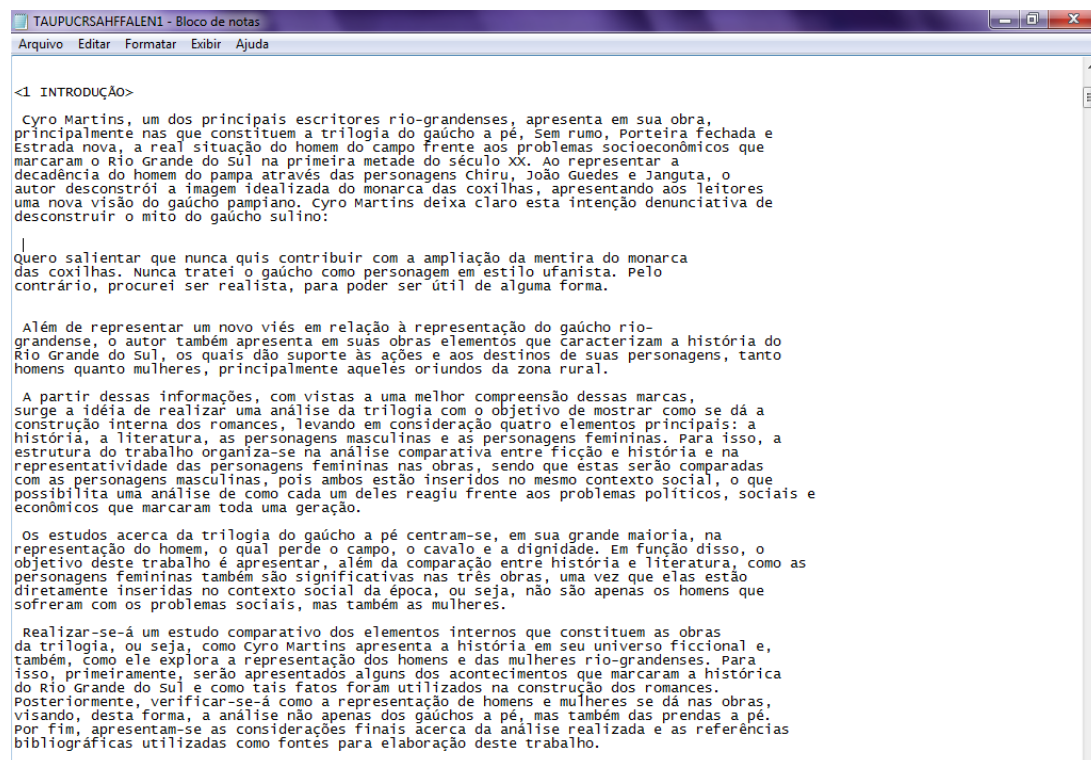 TAUPUCRSAHFFALEN1 - Bloco de notas
Arquivo Editar Formatar Exibir Ajuda
<1 INTRODUÇÃO>
Cyro Martins, um dos principais escritores rio-grandenses, apresenta em sua obra,
principalmente nas que constituem a trilogia do gaúcho a pé, Sem rumo, Porteira fechada e
Estrada nova, a real situação do homem do campo frente aos problemas socioeconômicos que
marcaram o Rio Grande do Sul na primeira metade do século XX. Ao representar a
decadência do homem do pampa através das personagens Chiru, João Guedes e Janguta, o
autor desconstrói a imagem idealizada do monarca das coxilhas, apresentando aos leitores
uma nova visão do gaúcho pampiano. Cyro Martins deixa claro esta intenção denunciativa de
desconstruir o mito do gaúcho sulino:
Quero salientar que nunca quis contribuir com a ampliação da mentira do monarca
das coxilhas. Nunca tratei o gaúcho como personagem em estilo ufanista. Pelo
contrário, procurei ser realista, para poder ser útil de alguma forma.
Além de representar um novo viés em relação à representação do gaúcho rio-
grandense, o autor também apresenta em suas obras elementos que caracterizam a história do
Rio Grande do Sul, os quais dão suporte às ações e aos destinos de suas personagens, tanto
homens quanto mulheres, principalmente aqueles oriundos da zona rural.
A partir dessas informações, com vistas a uma melhor compreensão dessas marcas,
surge a idéia de realizar uma análise da trilogia com o objetivo de mostrar como se dá a
construção interna dos romances, levando em consideração quatro elementos principais: a
história, a literatura, as personagens masculinas e as personagens femininas. Para isso, a
estrutura do trabalho organiza-se na análise comparativa entre ficção e história e na
representatividade das personagens femininas nas obras, sendo que estas serão comparadas
com as personagens masculinas, pois ambos estão inseridos no mesmo contexto social, o que
possibilita uma análise de como cada um deles reagiu frente aos problemas políticos, sociais e
econômicos que marcaram toda uma geração.
Os estudos acerca da trilogia do gaúcho a pé centram-se, em sua grande maioria, na
representação do homem, o qual perde o campo, o cavalo e a dignidade. Em função disso, o
objetivo deste trabalho é apresentar, além da comparação entre história e literatura, como as
personagens femininas também são significativas nas três obras, uma vez que elas estão
diretamente inseridas no contexto social da época, ou seja, não são apenas os homens que
sofreram com os problemas sociais, mas também as mulheres.
Realizar-se-á um estudo comparativo dos elementos internos que constituem as obras
da trilogia, ou seja, como Cyro Martins apresenta a história em seu universo ficcional e,
também, como ele explora a representação dos homens e das mulheres rio-grandenses. Para
isso, primeiramente, serão apresentados alguns dos acontecimentos que marcaram a histórica
do Rio Grande do Sul e como tais fatos foram utilizados na construção dos romances.
Posteriormente, verificar-se-á como a representação de homens e mulheres se dá nas obras,
visando, desta forma, a análise não apenas dos gaúchos a pé, mas também das prendas a pé.
Por fim, apresentam-se as considerações finais acerca da análise realizada e as referências
bibliográficas utilizadas como fontes para elaboração deste trabalho.